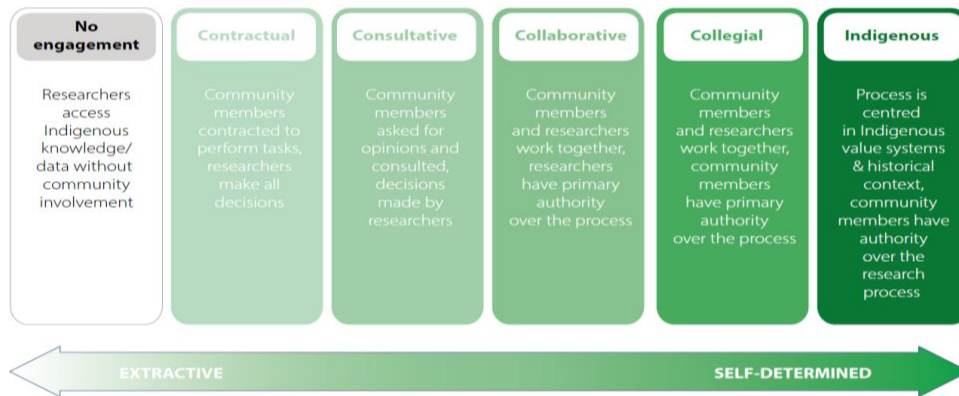 No
engagement
Researchers
access
Indigenous
knowledge/
data without
community
involvement
Contractual
Community
members
contracted to
perform tasks,
researchers
make all
decisions
Consultative
Community
members
asked for
opinions and
consulted,
decisions
made by
researchers
Collaborative
Community
members
and researchers
work together,
researchers
have primary
authority
over the process
Collegial
Community
members
and researchers
work together,
community
members
have primary
authority
over the process
Indigenous
Process is
centred
in Indigenous
value systems
& historical
context,
community
members have
authority
over the
research
process
EXTRACTIVE
SELF-DETERMINED